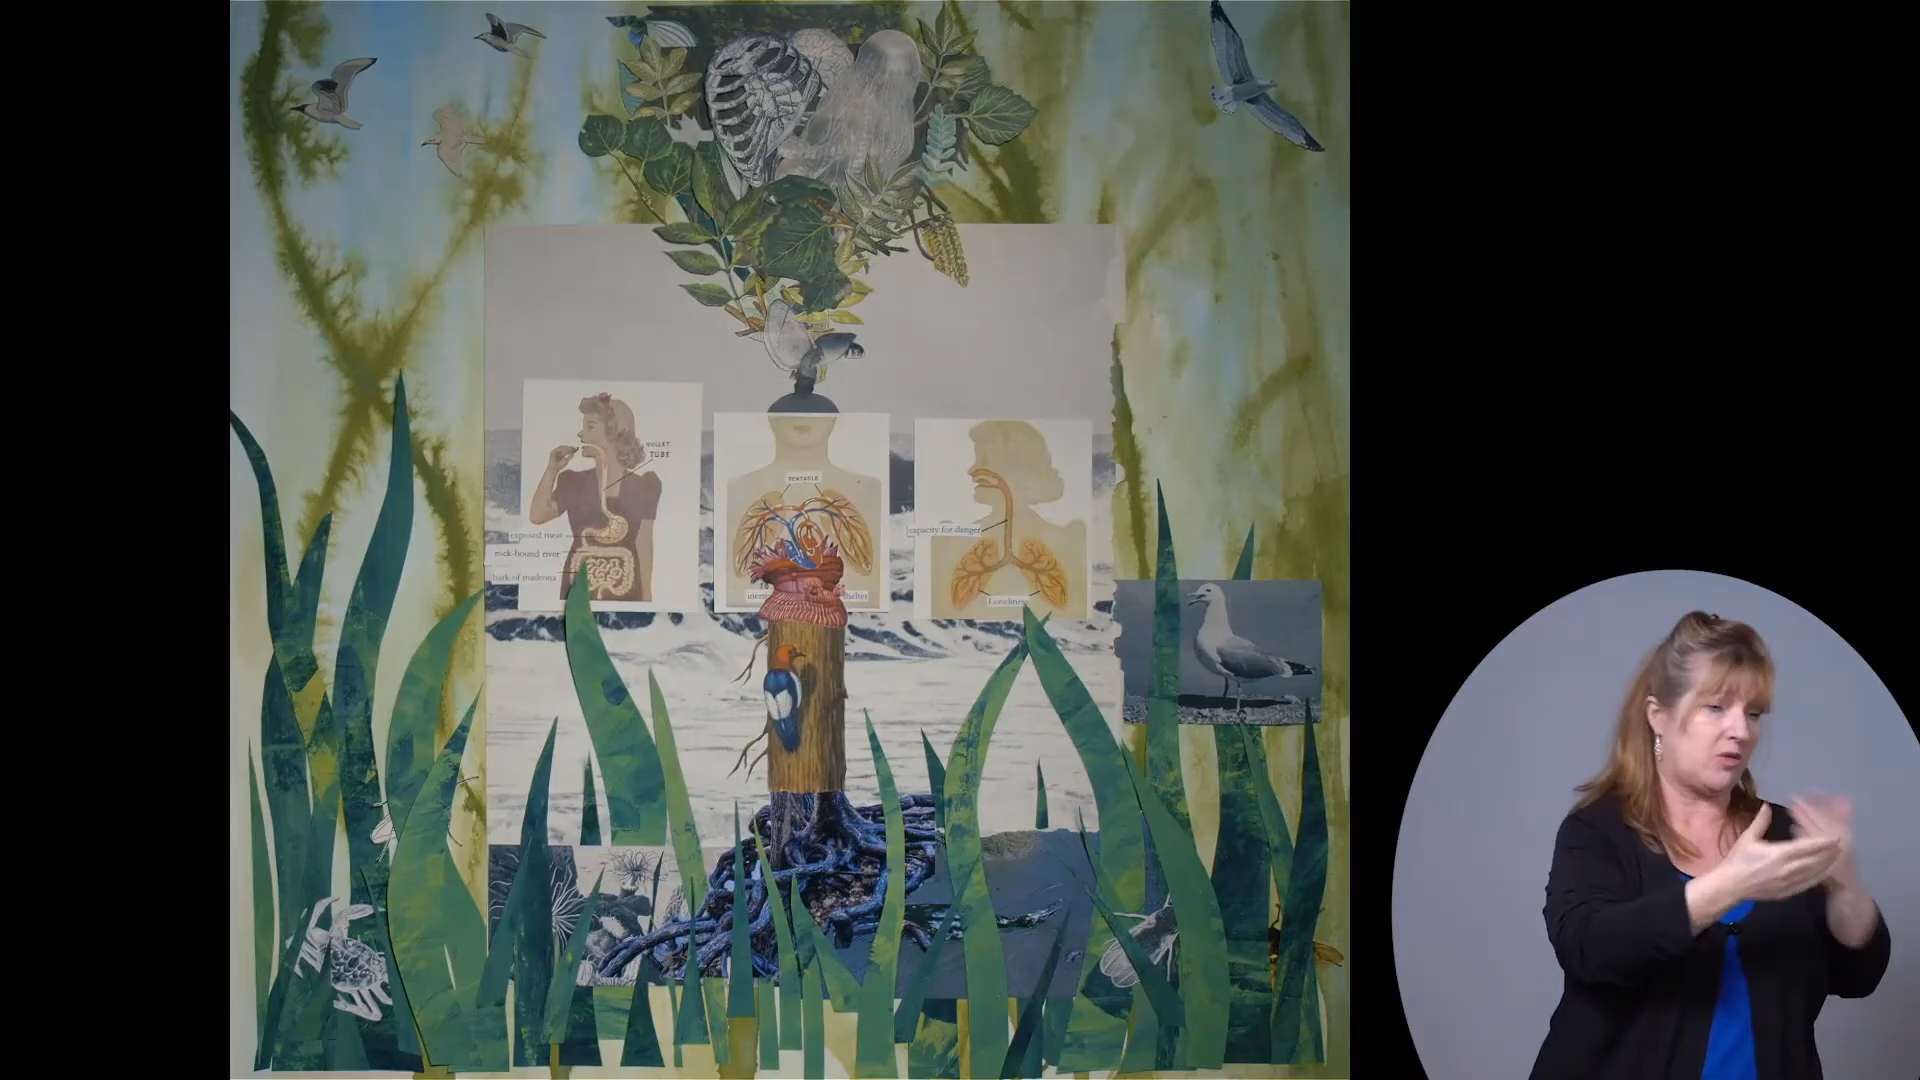 GULLET
TUBE
exposed meat
rock-bound river
bark of madrona
TENTACLE
shelter
capacity for danger
Loneliness